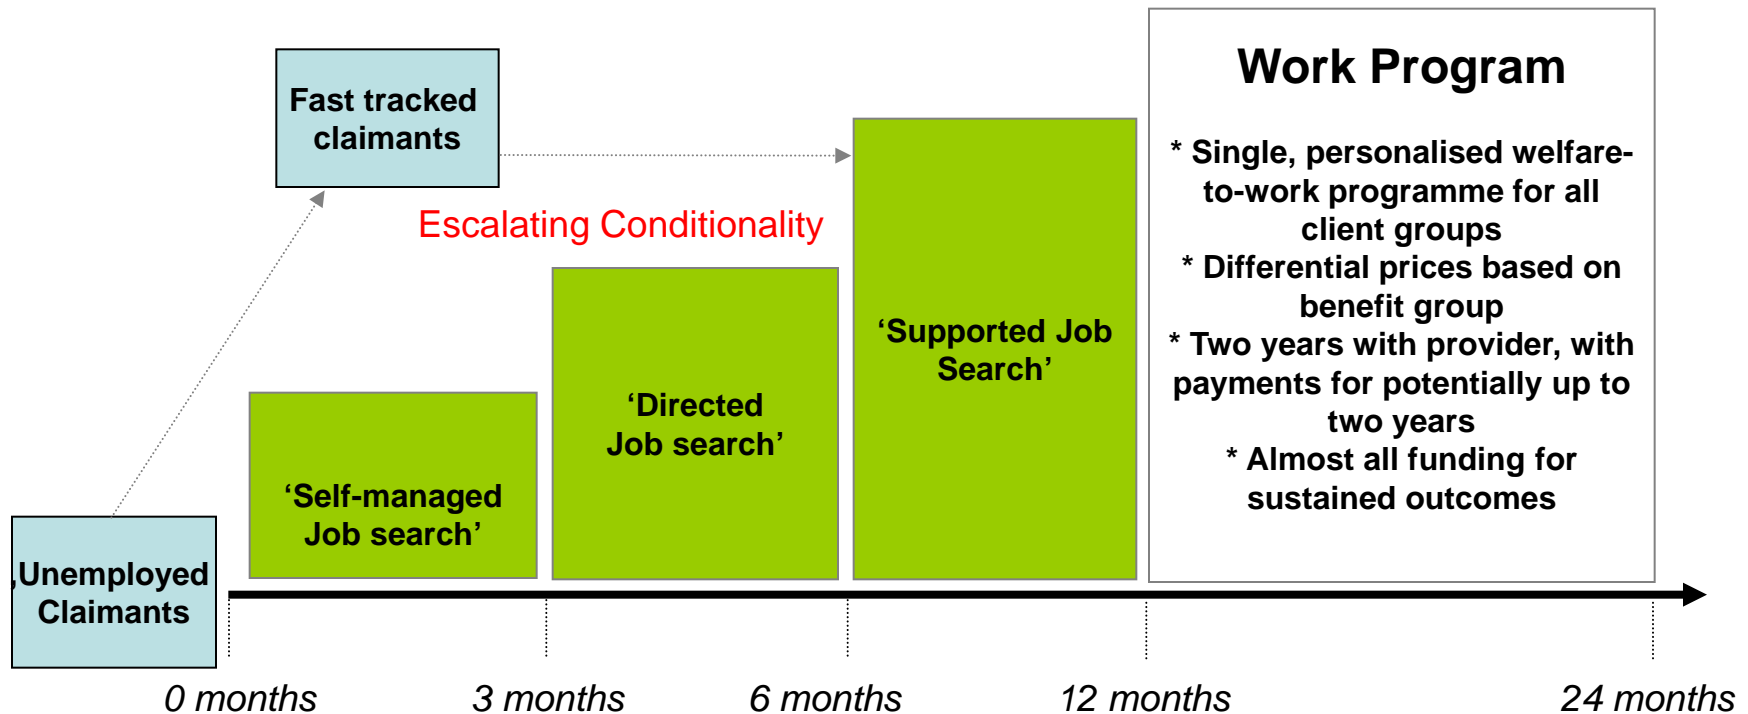 Work Program
* Single, personalised welfare-
to-work programme for all
client groups
* Differential prices based on
benefit group
* Two years with provider, with
payments for potentially up to
two years
* Almost all funding for
sustained outcomes
Fast tracked
claimants
Escalating Conditionality
‘Supported Job
Search’
‘Directed
Job search’
‘Self-managed
Job search’
,Unemployed
Claimants
0 months
3 months
6 months
12 months
24 months